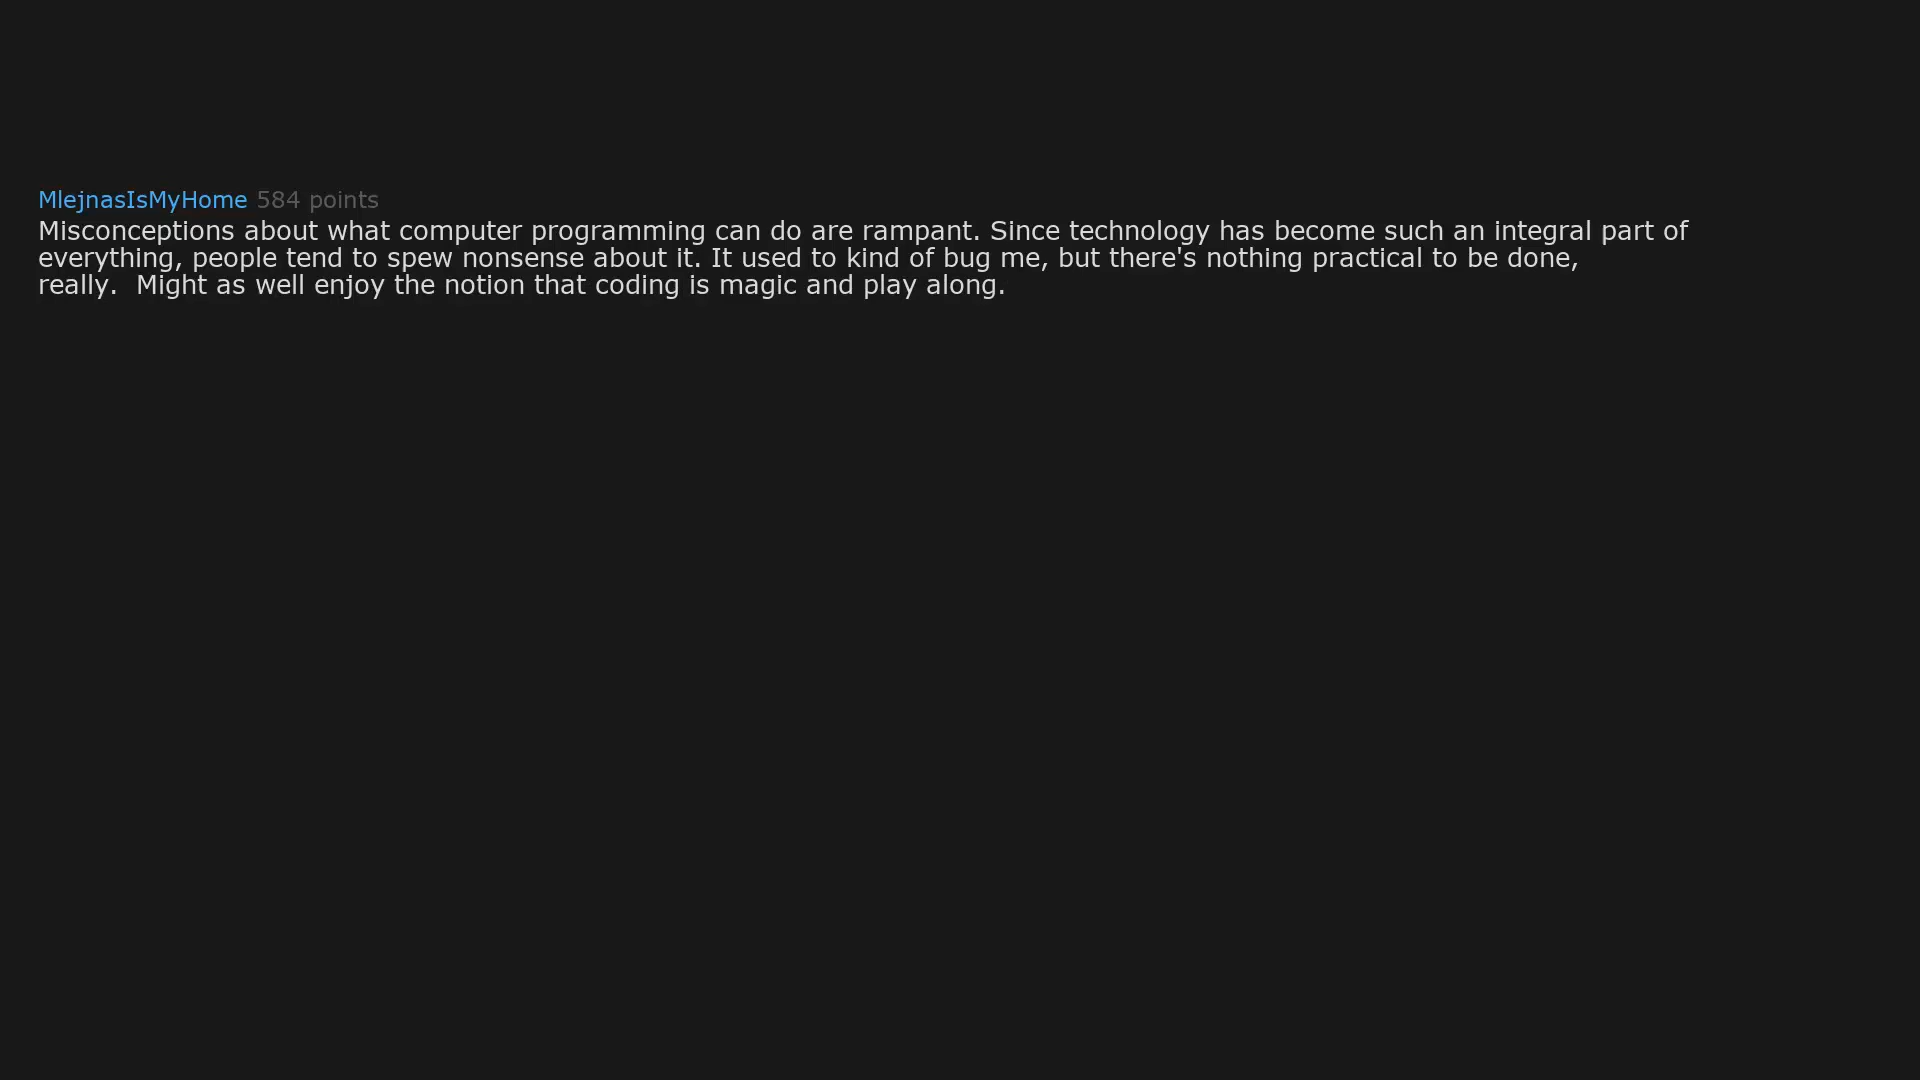 MlejnasIsMyHome 584 points
Misconceptions about what computer programming can do are rampant. Since technology has become such an integral part of
everything, people tend to spew nonsense about it. It used to kind of bug me, but there's nothing practical to be done,
really.  Might as well enjoy the notion that coding is magic and play along.